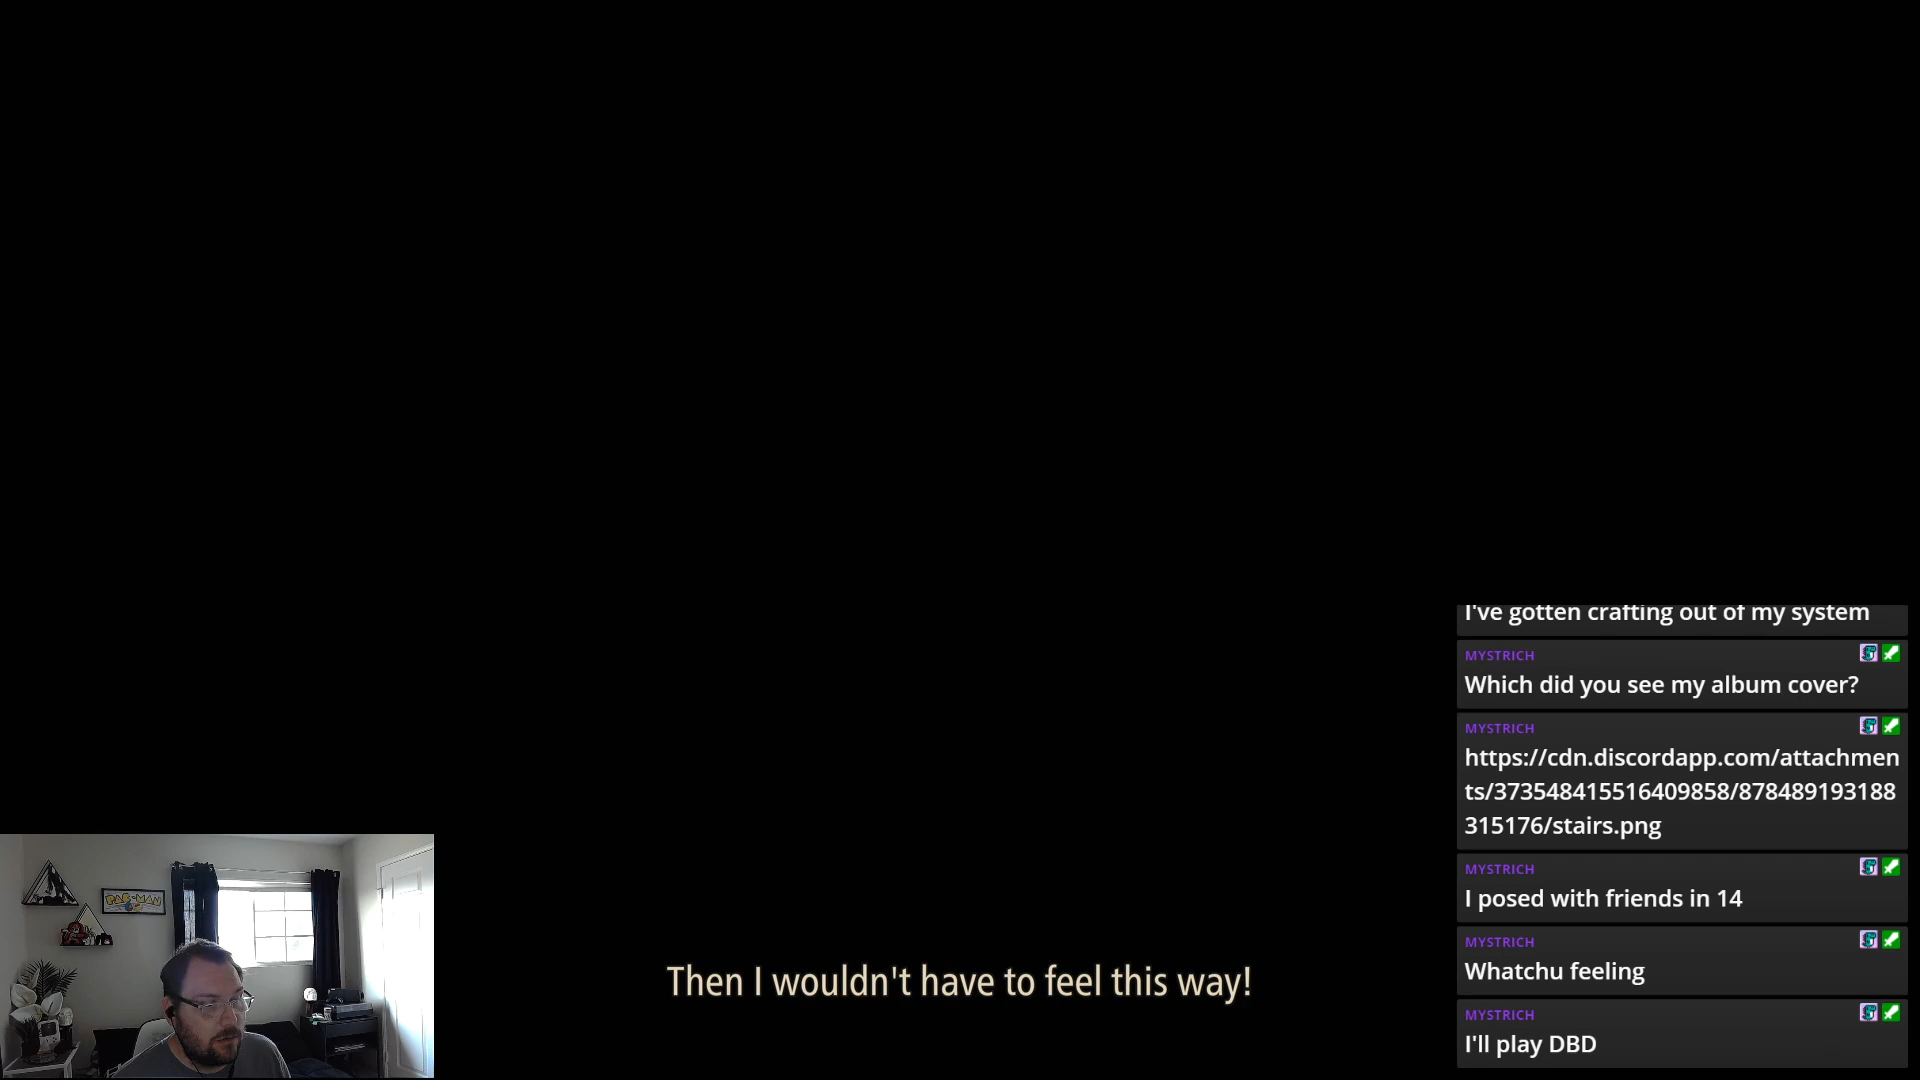 I've gotten crafting out of my system
MYSTRICH
Which did you see my album cover?
MYSTRICH
https://cdn.discordapp.com/attachmen
ts/373548415516409858/878489193188
315176/stairs.png
MYSTRICH
I posed with friends in 14
MYSTRICH
Whatchu feeling
MYSTRICH
I'll play DBD
PAC-MAN
Then I wouldn't have to feel this way!